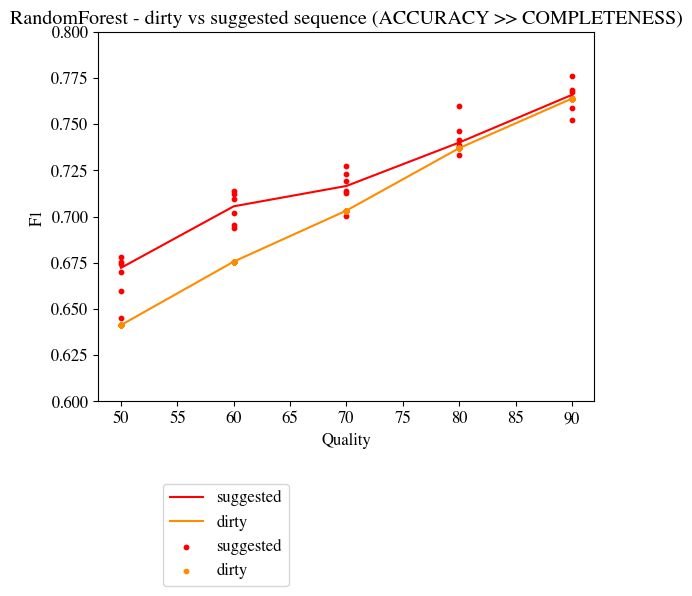 RandomForest - dirty vs suggested sequence (ACCURACY >> COMPLETENESS)
0.800
0.775
0.750
0.725
0.700
0.675
0.650
0.625
0.600
F1
50 55 60 65 70 75 80 85 90
Quality
suggested
dirty
suggested
dirty